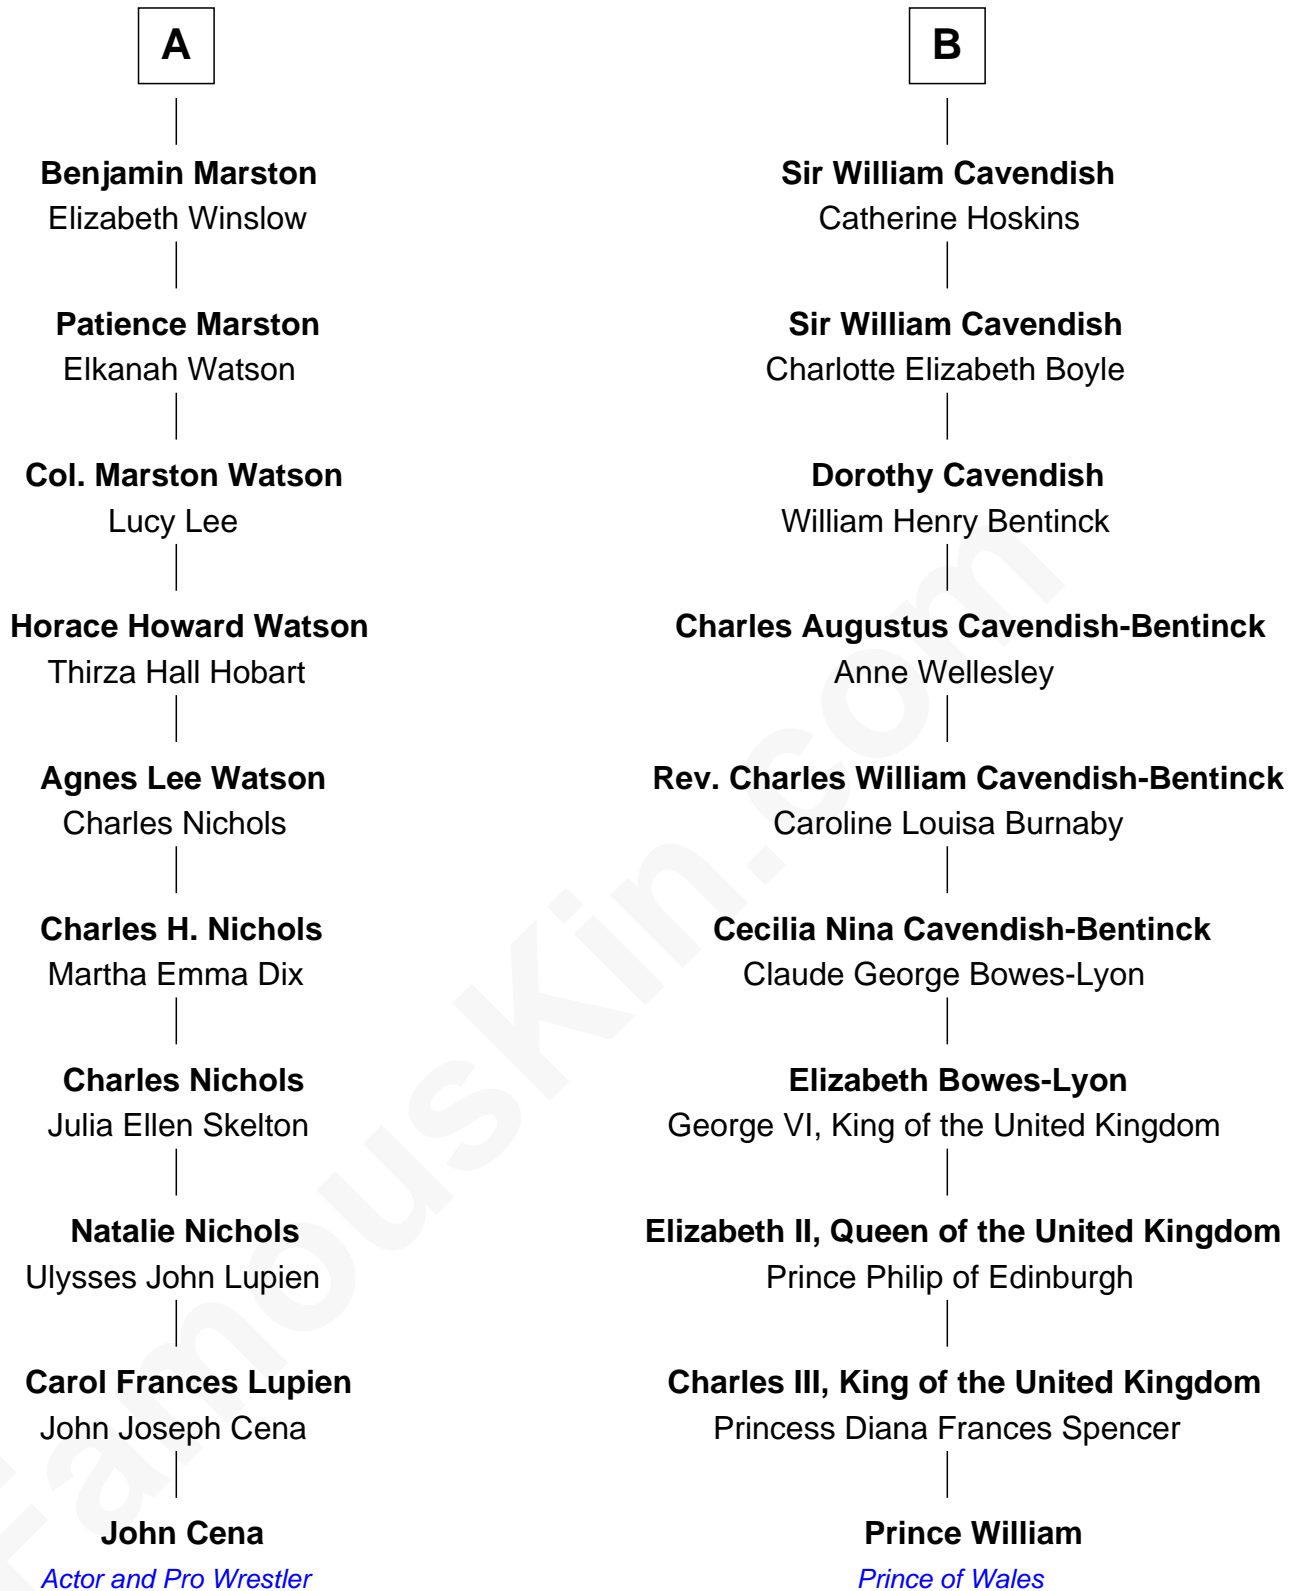 A
B
Benjamin Marston
Elizabeth Winslow
Sir William Cavendish
Catherine Hoskins
Patience Marston
Elkanah Watson
Sir William Cavendish
Charlotte Elizabeth Boyle
Col. Marston Watson
Lucy Lee
Dorothy Cavendish
William Henry Bentinck
Horace Howard Watson
Thirza Hall Hobart
Charles Augustus Cavendish-Bentinck
Anne Wellesley
Agnes Lee Watson
Charles Nichols
Rev. Charles William Cavendish-Bentinck
Caroline Louisa Burnaby
Charles H. Nichols
Martha Emma Dix
Cecilia Nina Cavendish-Bentinck
Claude George Bowes-Lyon
Charles Nichols
Julia Ellen Skelton
Elizabeth Bowes-Lyon
George VI, King of the United Kingdom
Natalie Nichols
Ulysses John Lupien
Elizabeth II, Queen of the United Kingdom
Prince Philip of Edinburgh
Carol Frances Lupien
John Joseph Cena
Charles III, King of the United Kingdom
Princess Diana Frances Spencer
John Cena
Actor and Pro Wrestler
Prince William
Prince of Wales
FamousKin.com